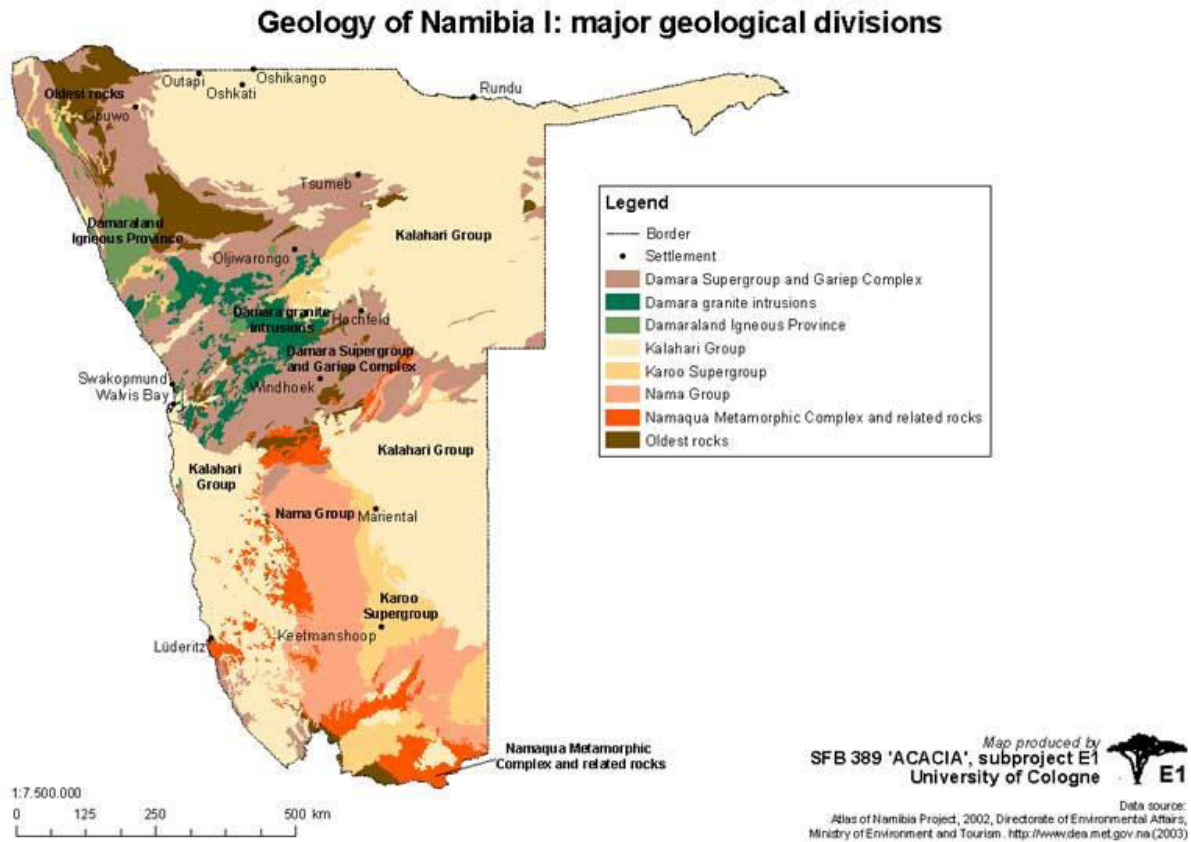 Geology of Namibia I: major geological divisions
Outapi
Oshikango
Oshkati
Rundu
Oldest rocks
Opuwo
Tsumeb
Damaraland
Igneous Province
Kalahari Group
Oljiwarongo
Damara granite
intrusions
Hochfeld
Damara Supergroup
and Gariep Complex
Swakopmund
Walvis Bay
Windhoek
Kalahari Group
Kalahari
Group
Nama Group
Mariental
Karoo
Supergroup
Keetmanshoop
Lüderitz
Namaqua Metamorphic
Complex and related rocks
Legend
Border
Settlement
Damara Supergroup and Gariep Complex
Damara granite intrusions
Damaraland Igneous Province
Kalahari Group
Karoo Supergroup
Nama Group
Namaqua Metamorphic Complex and related rocks
Oldest rocks
1:7.500.000
0 125 250 500 km
Map produced by
SFB 389 'ACACIA', subproject E1
University of Cologne
E1
Data source:
Atlas of Namibia Project, 2002, Directorate of Environmental Affairs,
Ministry of Environment and Tourism. http://www.dea.met.gov.na (2003)